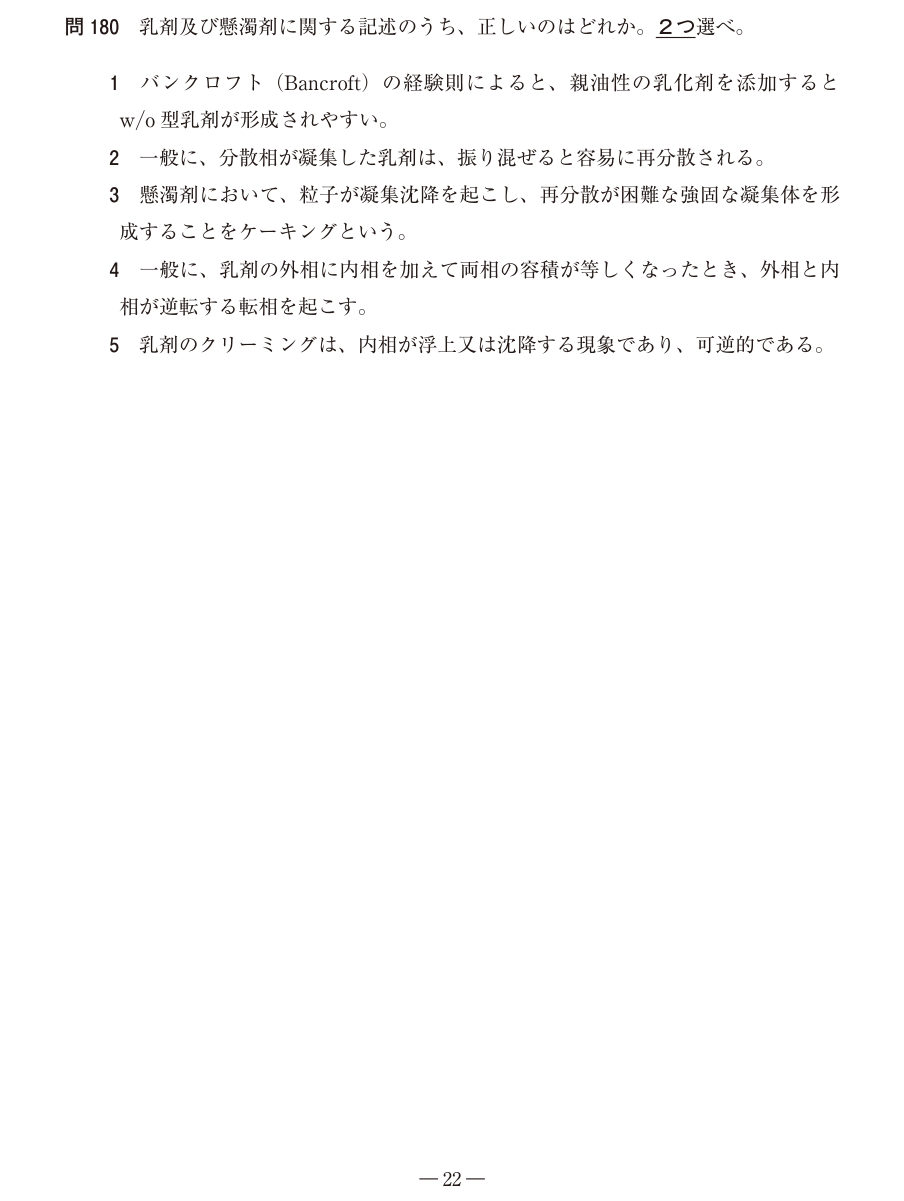 問 180　乳剤及び懸濁剤に関する記述のうち、正しいのはどれか。２つ選べ。
1　バンクロフト（Bancroft）の経験則によると、親油性の乳化剤を添加すると
w/o 型乳剤が形成されやすい。
2　一般に、分散相が凝集した乳剤は、振り混ぜると容易に再分散される。
3　懸濁剤において、粒子が凝集沈降を起こし、再分散が困難な強固な凝集体を形
成することをケーキングという。
4　一般に、乳剤の外相に内相を加えて両相の容積が等しくなったとき、外相と内
相が逆転する転相を起こす。
5　乳剤のクリーミングは、内相が浮上又は沈降する現象であり、可逆的である。
― 22 ―